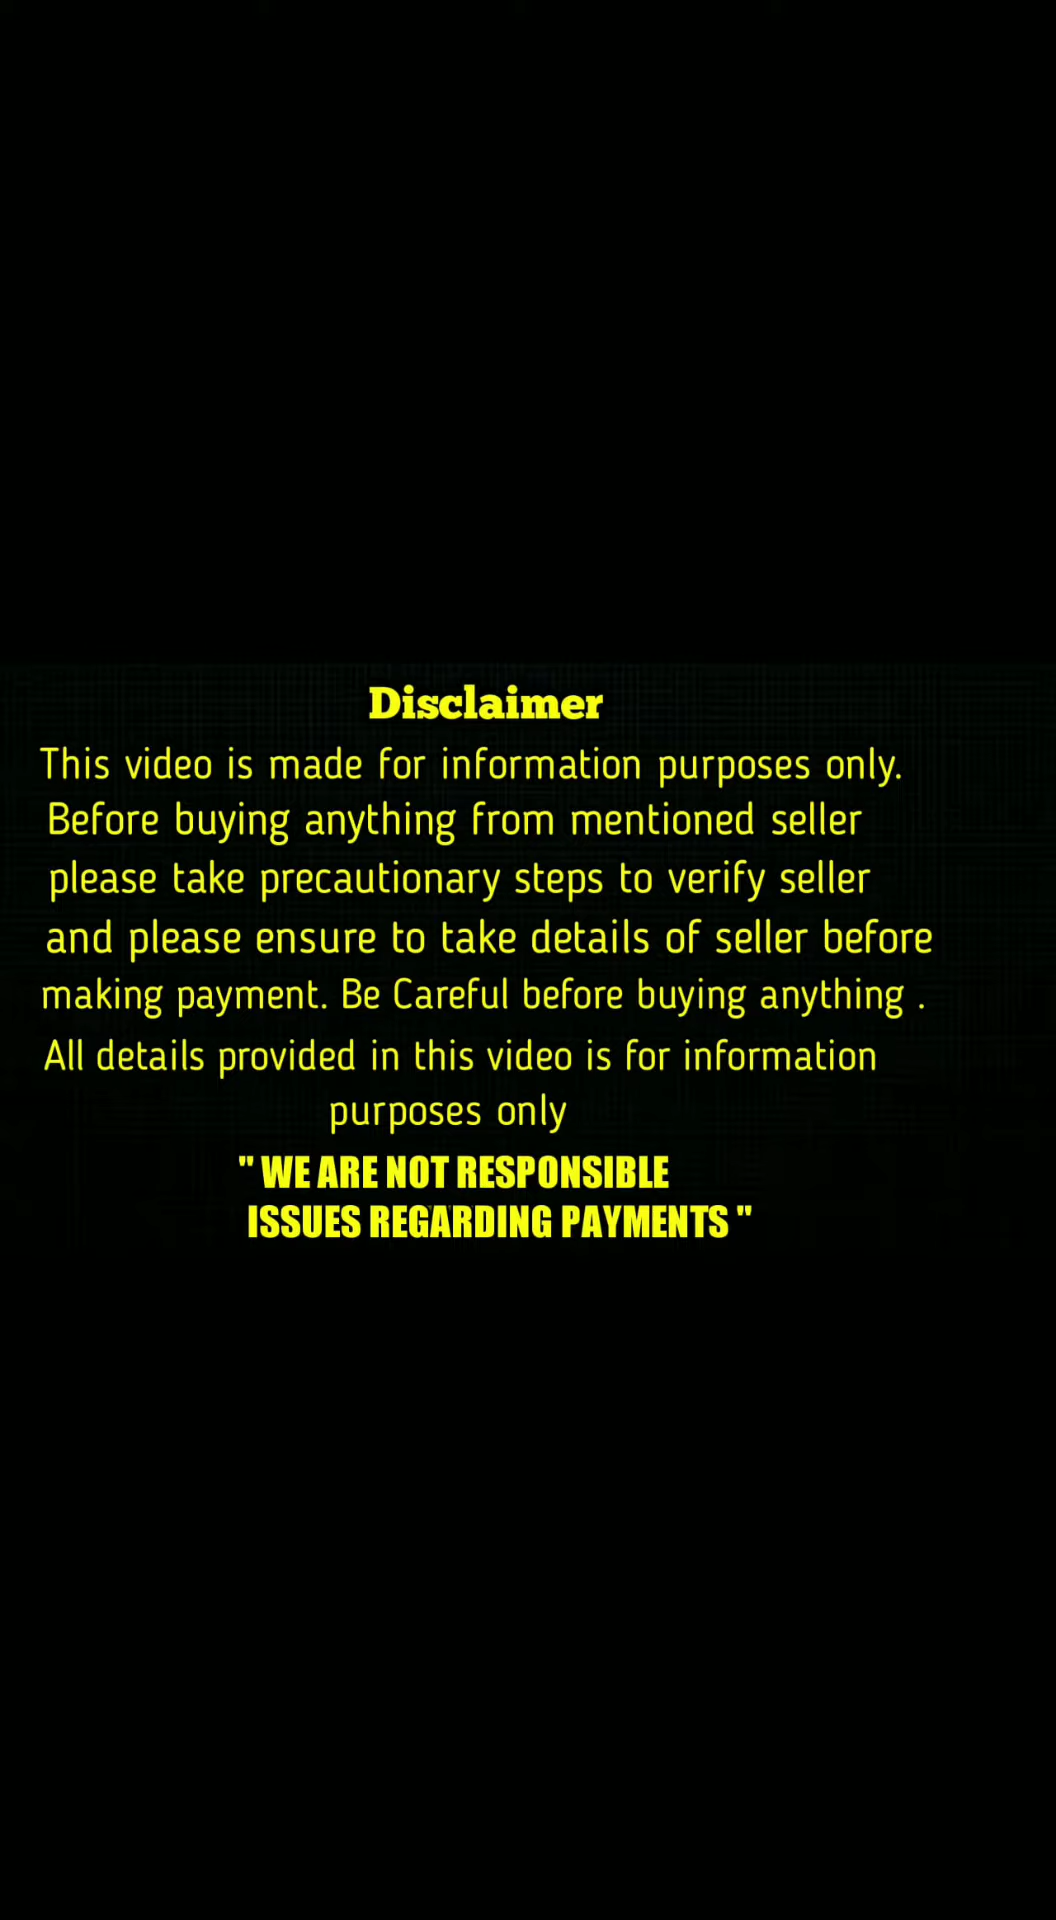 Disclaimer
This video is made for information purposes only.
Before buying anything from mentioned seller
please take precautionary steps to verify seller
and please ensure to take details of seller before
making payment. Be Careful before buying anything .
All details provided in this video is for information
purposes only
" WE ARE NOT RESPONSIBLE
ISSUES REGARDING PAYMENTS "